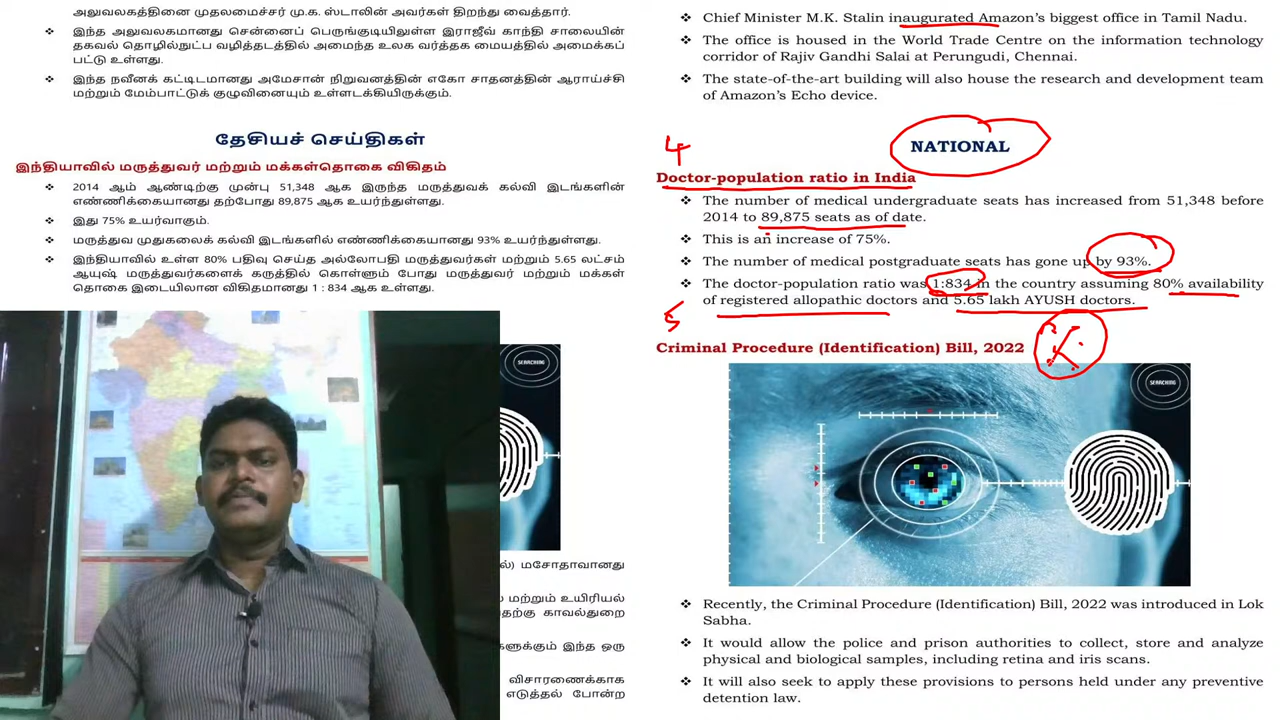 அலுவலகத்தினை முதலமைச்சர் மு.க. ஸ்டாலின் அவர்கள் திறந்து வைத்தார்.
இந்த அலுவலகமானது சென்னைப் பெருங்குடியிலுள்ள இராஜீவ் காந்தி சாலையின்
தகவல் தொழில்நுட்ப வழித்தடத்தில் அமைந்த உலக வர்த்தக மையத்தில் அமைக்கப்
பட்டு உள்ளது.
இந்த நவீனக் கட்டிடமானது அமேசான் நிறுவனத்தின் எகோ சாதனத்தின் ஆராய்ச்சி
மற்றும் மேம்பாட்டுக் குழுவினையும் உள்ளடக்கியிருக்கும்.
தேசியச் செய்திகள்
இந்தியாவில் மருத்துவர் மற்றும் மக்கள்தொகை விகிதம்
2014 ஆம் ஆண்டிற்கு முன்பு 51,348 ஆக இருந்த மருத்துவக் கல்வி இடங்களின்
எண்ணிக்கையானது தற்போது 89,875 ஆக உயர்ந்துள்ளது.
இது 75% உயர்வாகும்.
மருத்துவ முதுகலைக் கல்வி இடங்களில் எண்ணிக்கையானது 93% உயர்ந்துள்ளது.
இந்தியாவில் உள்ள 80% பதிவு செய்த அல்லோபதி மருத்துவர்கள் மற்றும் 5.65 லட்சம்
ஆயுஷ் மருத்துவர்களைக் கருத்தில் கொள்ளும் போது மருத்துவர் மற்றும் மக்கள்
தொகை இடையிலான விகிதமானது 1 : 834 ஆக உள்ளது.
SEARCHING
ல்) மசோதாவானது
ல் மற்றும் உயிரியல்
தற்கு காவல்துறை
களுக்கும் இந்த ஒரு
விசாரணைக்காக
எடுத்தல் போன்ற
Chief Minister M.K. Stalin inaugurated Amazon's biggest office in Tamil Nadu.
The office is housed in the World Trade Centre on the information technology
corridor of Rajiv Gandhi Salai at Perungudi, Chennai.
The state-of-the-art building will also house the research and development team
of Amazon's Echo device.
4
NATIONAL
Doctor-population ratio in India
The number of medical undergraduate seats has increased from 51,348 before
2014 to 89,875 seats as of date.
This is an increase of 75%.
The number of medical postgraduate seats has gone up by 93%.
The doctor-population ratio was 1:834 in the country assuming 80% availability
of registered allopathic doctors and 5.65 lakh AYUSH doctors.
5
Criminal Procedure (Identification) Bill, 2022
SEARCHING
Recently, the Criminal Procedure (Identification) Bill, 2022 was introduced in Lok
Sabha.
It would allow the police and prison authorities to collect, store and analyze
physical and biological samples, including retina and iris scans.
It will also seek to apply these provisions to persons held under any preventive
detention law.